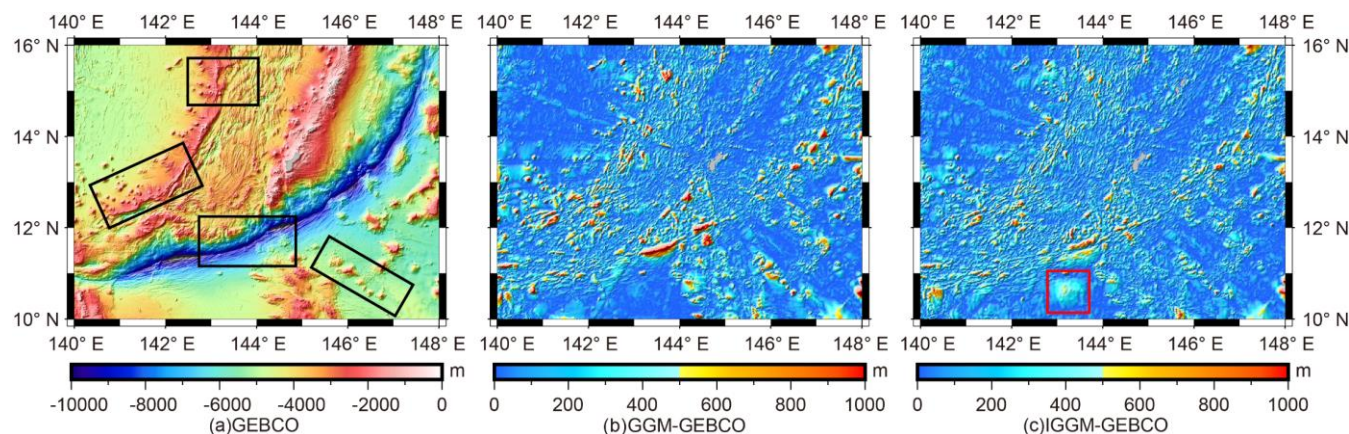 140° E 142° E 144° E 146° E 148° E 140° E 142° E 144° E 146° E 148° E 140° E 142° E 144° E 146° E 148° E
16° N 16° N
14° N 14° N
12° N 12° N
10° N 10° N
140° E 142° E 144° E 146° E 148° E 140° E 142° E 144° E 146° E 148° E 140° E 142° E 144° E 146° E 148° E
m m m
-10000 -8000 -6000 -4000 -2000 0 0 200 400 600 800 1000 0 200 400 600 800 1000
(a)GEBCO (b)GGM-GEBCO (c)IGGM-GEBCO